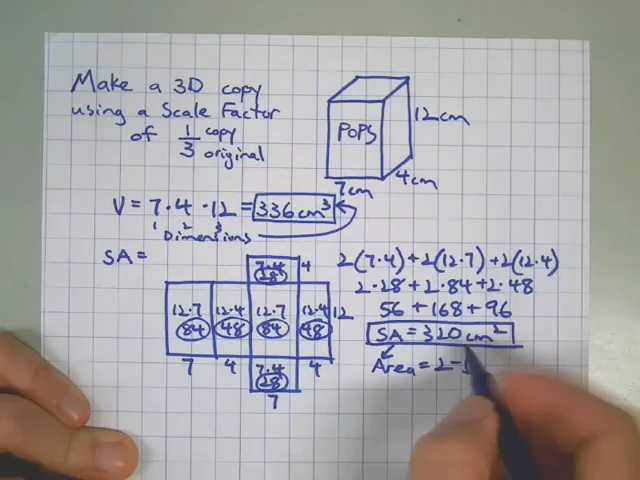 Make a 3D copy
using a Scale Factor
of 1/3 copy
original
POPS
12cm
7cm
4cm
V = 7·4·12 = 336cm³
1 2 3
Dimensions
SA =
2(7·4)+2(12·7)+2(12·4)
2·28+2·84+2·48
56+168+96
SA = 320cm²
Area = 2-
7·4
28
4
12·7
12·4
12·7
12·4
12
84
48
84
48
7
4
7·4
28
4
7